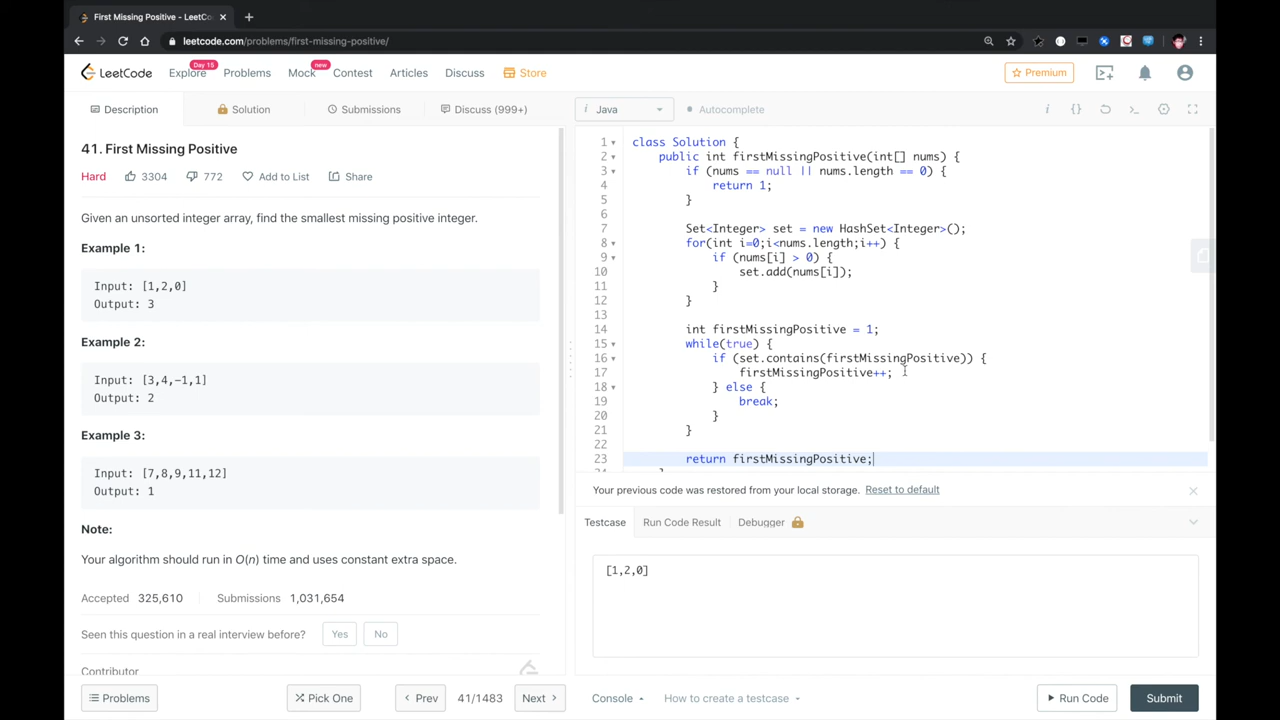 First Missing Positive - LeetCo
leetcode.com/problems/first-missing-positive/
LeetCode
Explore
Day 15
Problems
Mock
new
Contest
Articles
Discuss
Store
Premium
Description
Solution
Submissions
Discuss (999+)
41. First Missing Positive
Hard
3304
772
Add to List
Share
Given an unsorted integer array, find the smallest missing positive integer.
Example 1:
Input: [1,2,0]
Output: 3
Example 2:
Input: [3,4,-1,1]
Output: 2
Example 3:
Input: [7,8,9,11,12]
Output: 1
Note:
Your algorithm should run in O(n) time and uses constant extra space.
Accepted 325,610 Submissions 1,031,654
Seen this question in a real interview before? Yes No
Contributor
Problems
Pick One
Prev
41/1483
Next
i Java
Autocomplete
1 class Solution {
2 public int firstMissingPositive(int[] nums) {
3 if (nums == null || nums.length == 0) {
4 return 1;
5 }
6
7 Set<Integer> set = new HashSet<Integer>();
8 for(int i=0;i<nums.length;i++) {
9 if (nums[i] > 0) {
10 set.add(nums[i]);
11 }
12 }
13
14 int firstMissingPositive = 1;
15 while(true) {
16 if (set.contains(firstMissingPositive)) {
17 firstMissingPositive++;
18 } else {
19 break;
20 }
21 }
22
23 return firstMissingPositive;
Your previous code was restored from your local storage. Reset to default
Testcase
Run Code Result
Debugger
[1,2,0]
Console
How to create a testcase
Run Code
Submit